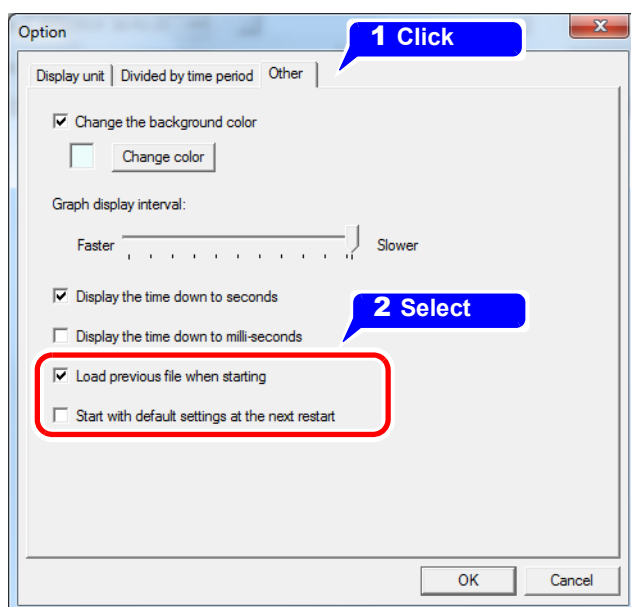 Option
1 Click
Display unit Divided by time period Other
Change the background color
Change color
Graph display interval:
Faster Slower
Display the time down to seconds
2 Select
Display the time down to milli-seconds
Load previous file when starting
Start with default settings at the next restart
OK Cancel